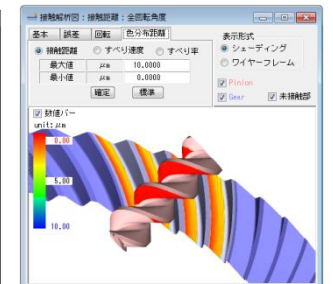 接触解析図：接触距離：全回転角度
基本 誤差 回転 色分布距離
接触距離 すべり速度 すべり率
最大値 μm 10.0000
最小値 μm 0.0000
確定 標準
表示形式
シェーディング
ワイヤーフレーム
Pinion
Gear 未接触部
数値バー
unit:μm
0.00
5.00
10.00